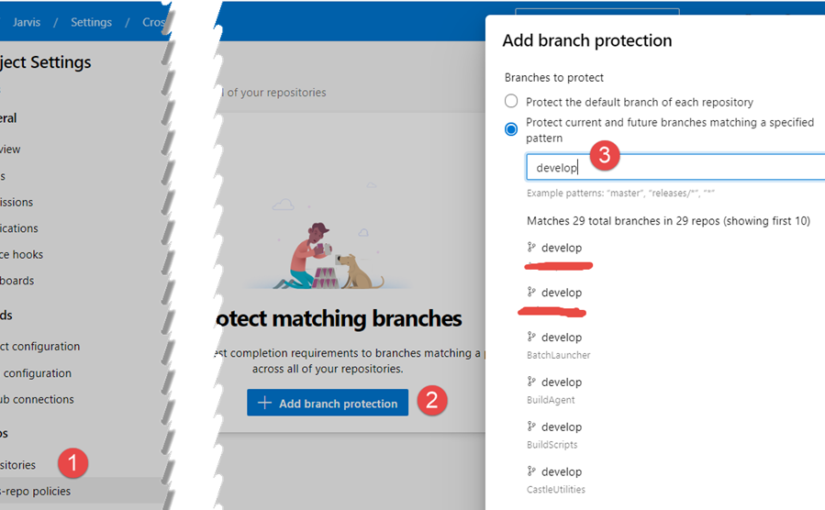 Jarvis / Settings / Cros
ject Settings
eral
view
s
issions
ications
ce hooks
boards
ds
ct configuration
configuration
ub connections
os
sitories
1
s-repo policies
l of your repositories
otect matching branches
est completion requirements to branches matching a p
across all of your repositories.
+ Add branch protection
2
Add branch protection
Branches to protect
Protect the default branch of each repository
Protect current and future branches matching a specified
pattern
develop
3
Example patterns: "master", "releases/*", "*"
Matches 29 total branches in 29 repos (showing first 10)
develop
develop
develop
BatchLauncher
develop
BuildAgent
develop
BuildScripts
develop
CastleUtilities